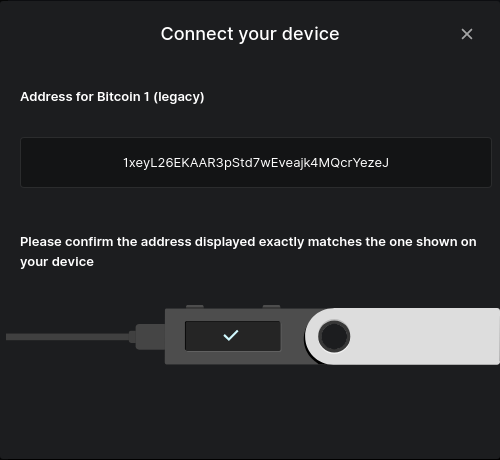 Connect your device
Address for Bitcoin 1 (legacy)
1xeyL26EKAAR3pStd7wEveajk4MQcrYezeJ
Please confirm the address displayed exactly matches the one shown on
your device